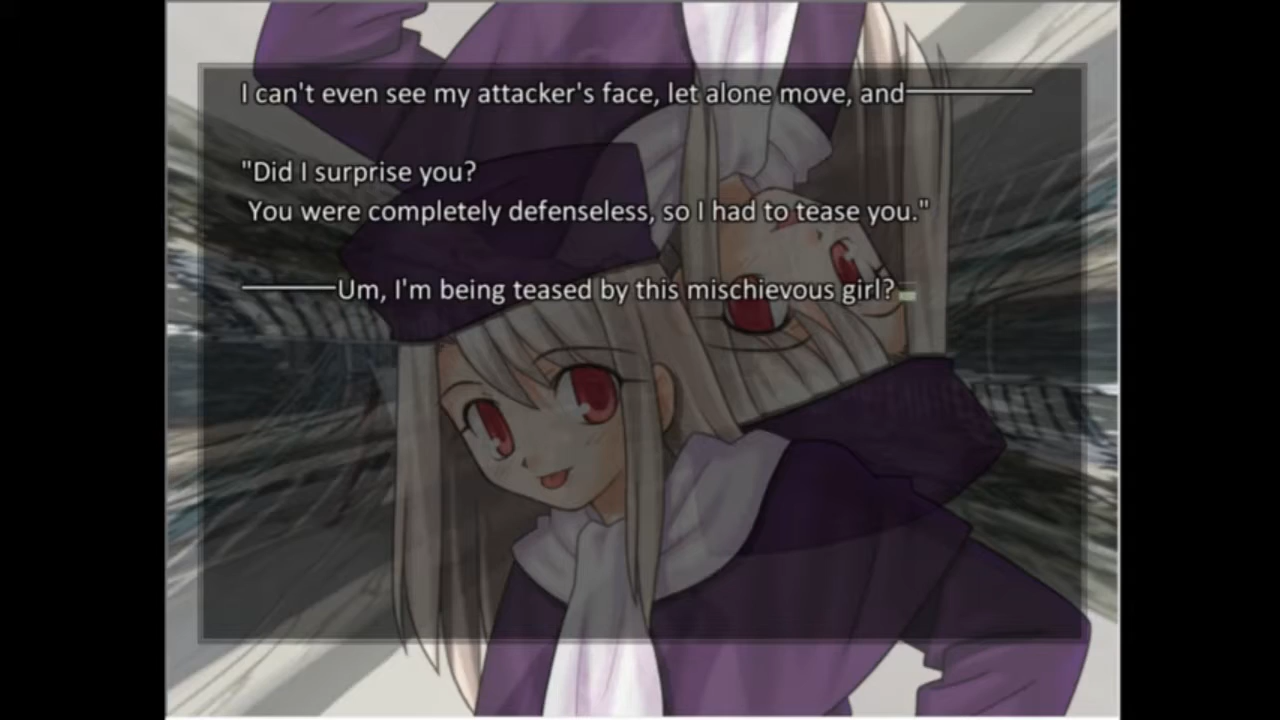 I can't even see my attacker's face, let alone move, and————
"Did I surprise you?
You were completely defenseless, so I had to tease you."
———Um, I'm being teased by this mischievous girl?